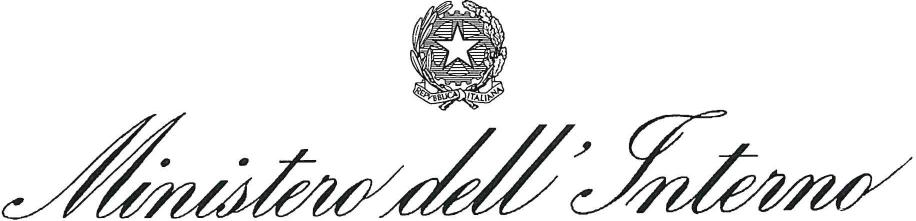 REPVBBLICA ITALIANA
Ministero dell'Interno